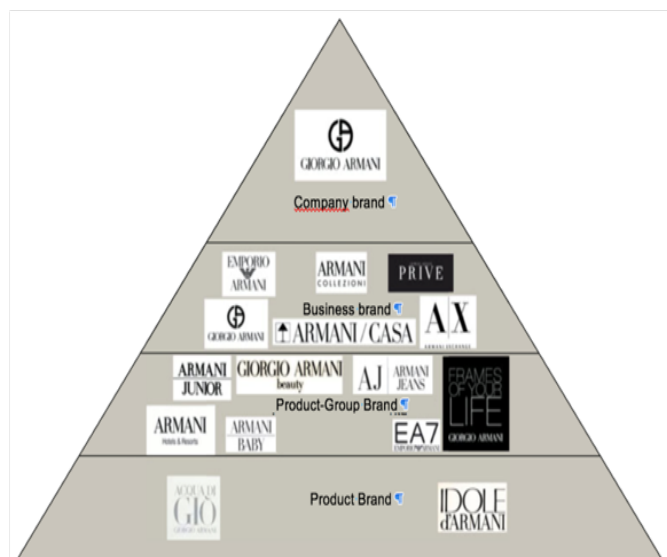 GIORGIO ARMANI
Company brand ¶
EMPORIO
ARMANI
ARMANI
COLLEZIONI
PRIVE
GIORGIO ARMANI
Business brand ¶
ARMANI/CASA
A|X
ARMANI EXCHANGE
ARMANI
JUNIOR
GIORGIO ARMANI
beauty
AJ
ARMANI
JEANS
FRAMES
OF YOUR
LIFE
GIORGIO ARMANI
Product-Group Brand ¶
ARMANI
Hotels & Resorts
ARMANI
BABY
EA7
EMPORIO ARMANI
ACQUA DI
GIÒ
GIORGIO ARMANI
Product Brand ¶
IDOLE
d'ARMANI